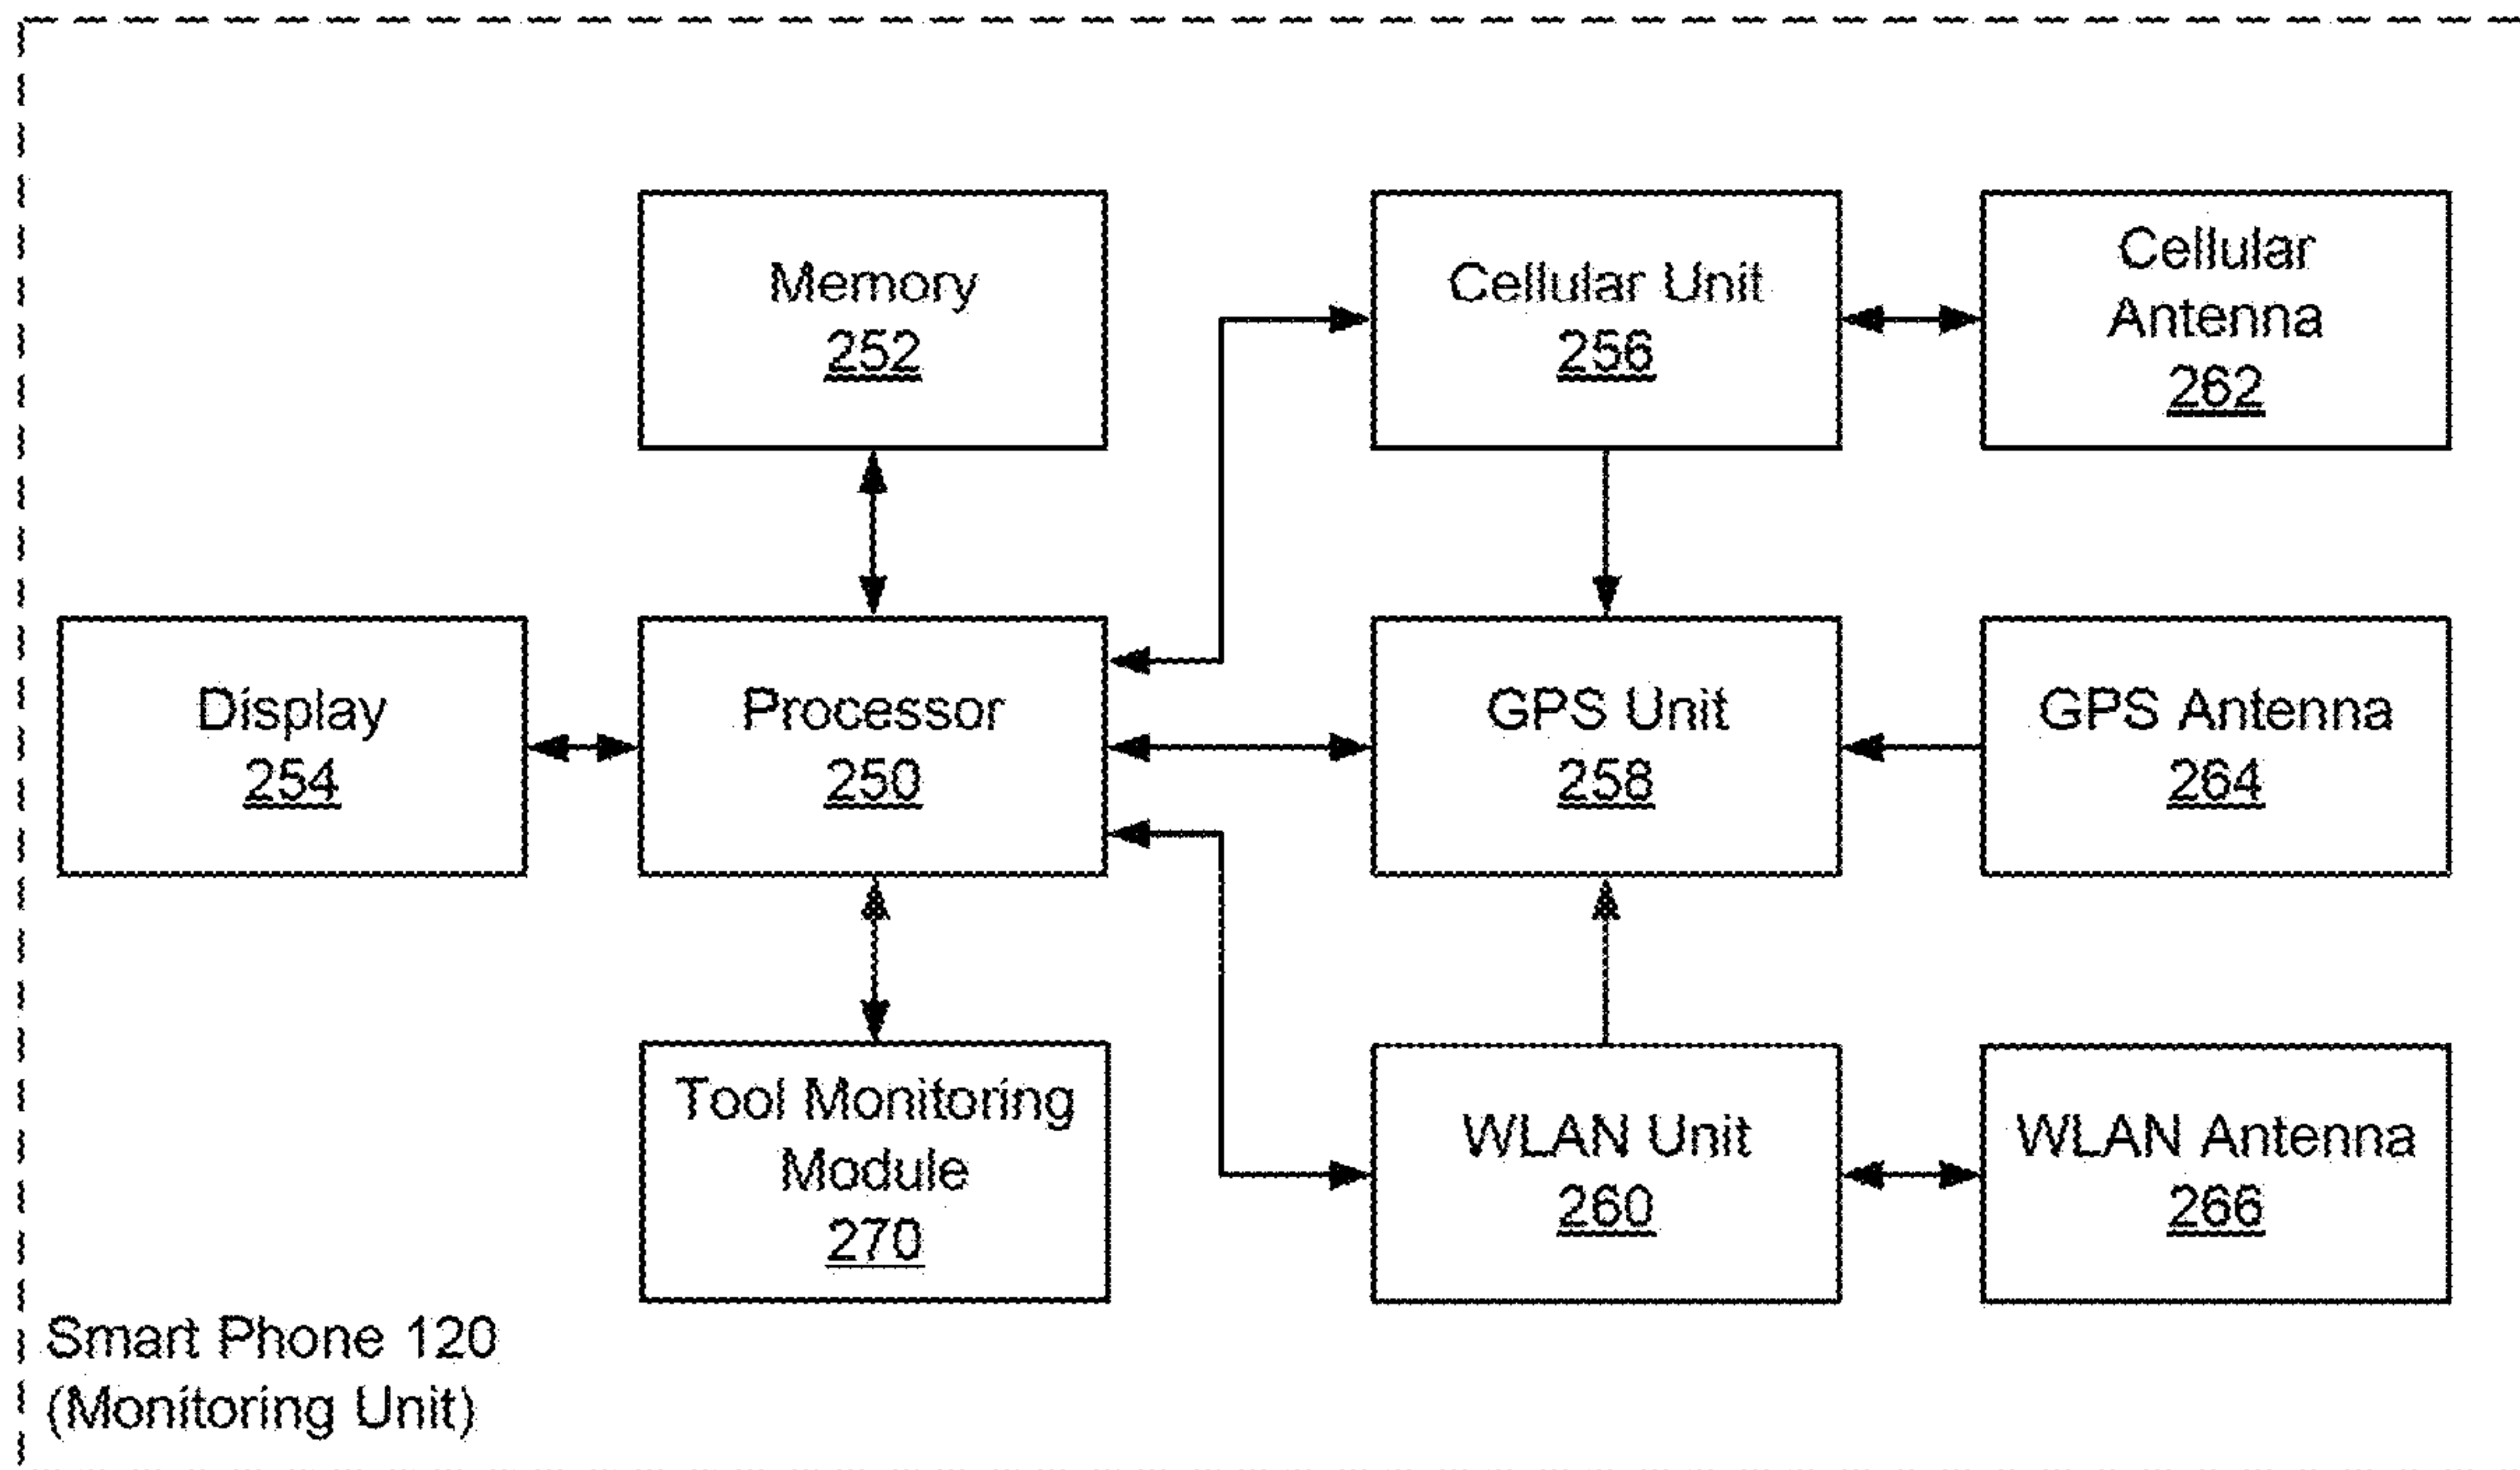 Memory
252
Cellular Unit
256
Cellular
Antenna
262
Display
254
Processor
250
GPS Unit
258
GPS Antenna
264
Tool Monitoring
Module
270
WLAN Unit
260
WLAN Antenna
266
Smart Phone 120
(Monitoring Unit)